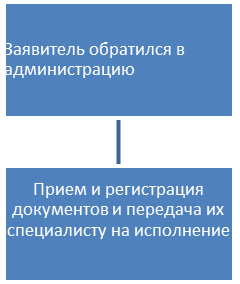 Заявитель обратился в
администрацию
Прием и регистрация
документов и передача их
специалисту на исполнение